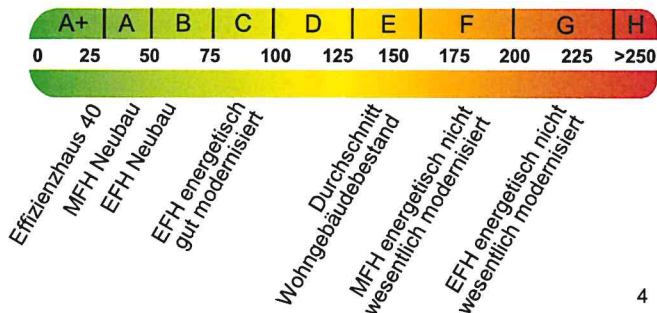 A+ A B C D E F G H
0 25 50 75 100 125 150 175 200 225 >250
Effizienzhaus 40
MFH Neubau
EFH Neubau
EFH energetisch
gut modernisiert
Durchschnitt
Wohngebäudebestand
MFH energetisch nicht
wesentlich modernisiert
EFH energetisch nicht
wesentlich modernisiert
4